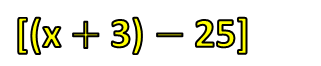 [(x + 3) − 25]